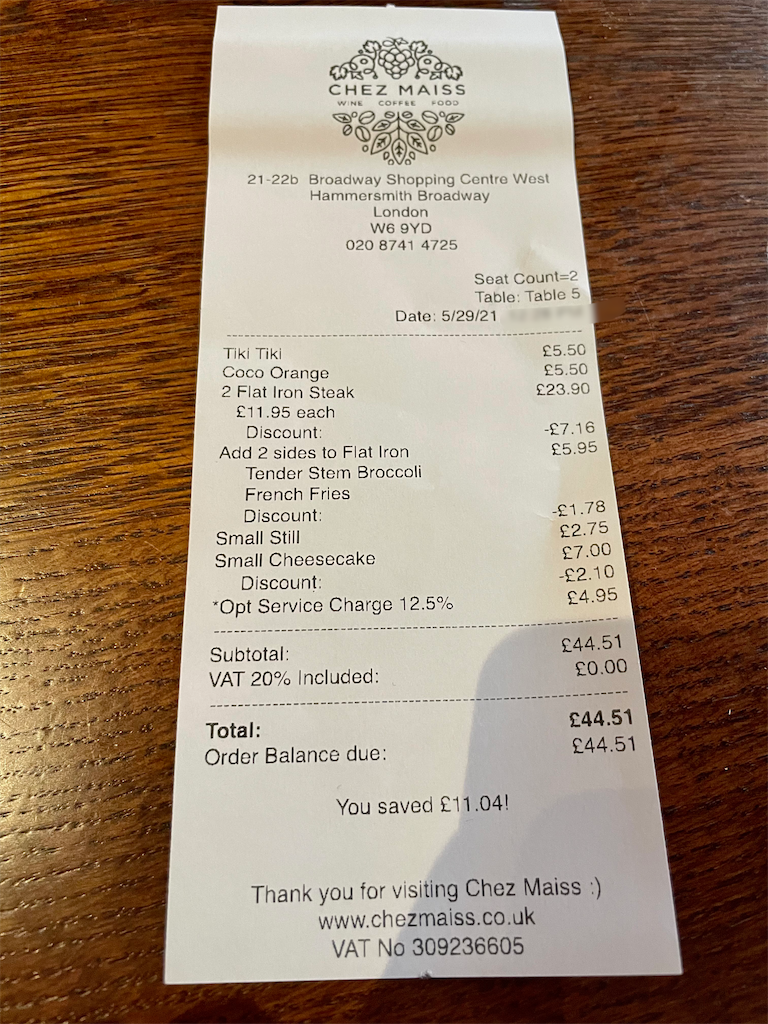 CHEZ MAISS
WINE COFFEE FOOD
21-22b Broadway Shopping Centre West
Hammersmith Broadway
London
W6 9YD
020 8741 4725
Seat Count=2
Table: Table 5
Date: 5/29/21
Tiki Tiki £5.50
Coco Orange £5.50
2 Flat Iron Steak £23.90
£11.95 each
Discount: -£7.16
Add 2 sides to Flat Iron £5.95
Tender Stem Broccoli
French Fries
Discount: -£1.78
Small Still £2.75
Small Cheesecake £7.00
Discount: -£2.10
*Opt Service Charge 12.5% £4.95
Subtotal: £44.51
VAT 20% Included: £0.00
Total: £44.51
Order Balance due: £44.51
You saved £11.04!
Thank you for visiting Chez Maiss :)
www.chezmaiss.co.uk
VAT No 309236605